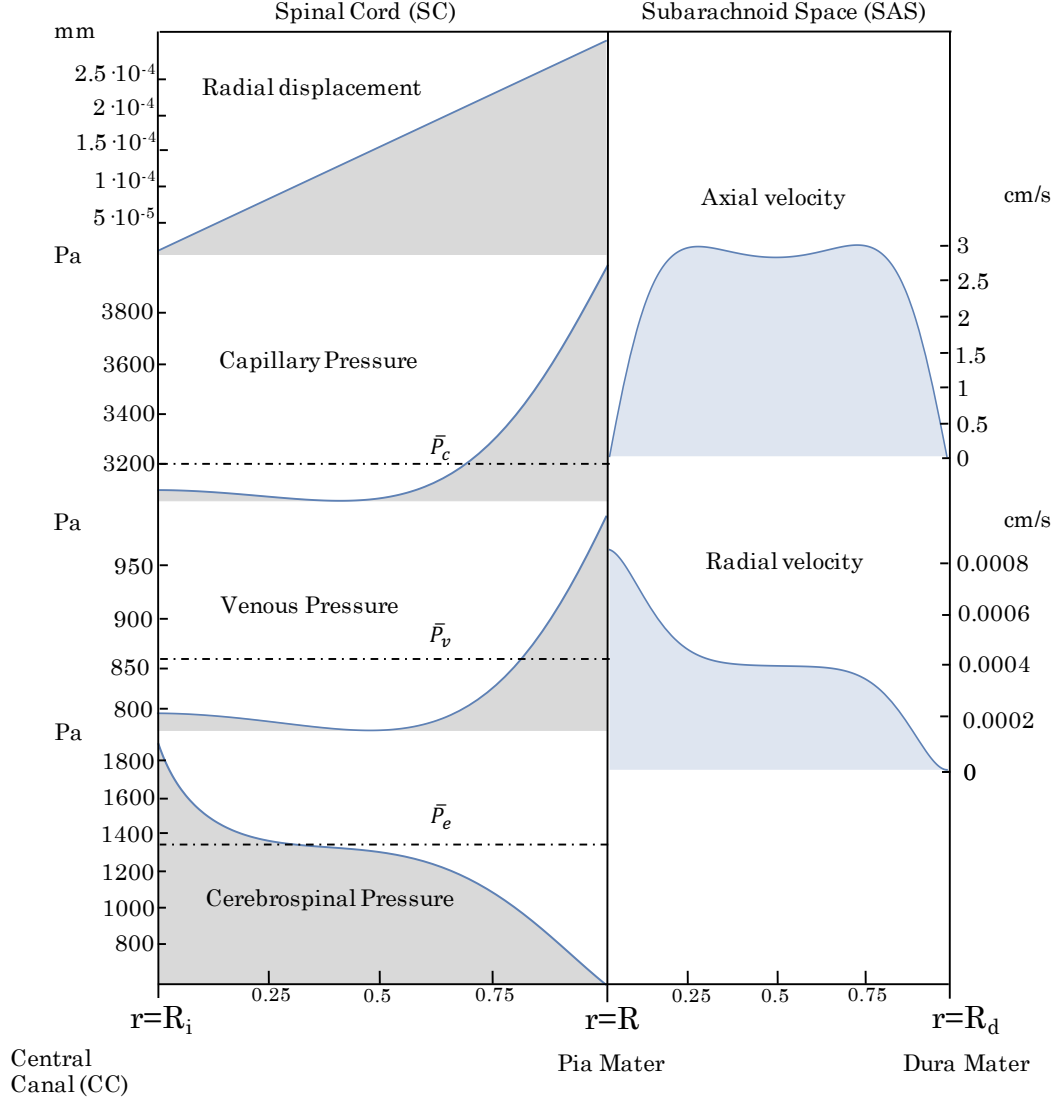 Spinal Cord (SC)
Subarachnoid Space (SAS)
mm
2.5·10-4
2·10-4
1.5·10-4
1·10-4
5·10-5
Radial displacement
Pa
3800
3600
3400
3200
Capillary Pressure
P̄c
Pa
950
900
850
800
Venous Pressure
P̄v
Pa
1800
1600
1400
1200
1000
800
P̄e
Cerebrospinal Pressure
Axial velocity
cm/s
3
2.5
2
1.5
1
0.5
0
cm/s
Radial velocity
0.0008
0.0006
0.0004
0.0002
0
0.25 0.5 0.75 0.25 0.5 0.75
r=Ri r=R r=Rd
Central
Canal (CC)
Pia Mater
Dura Mater